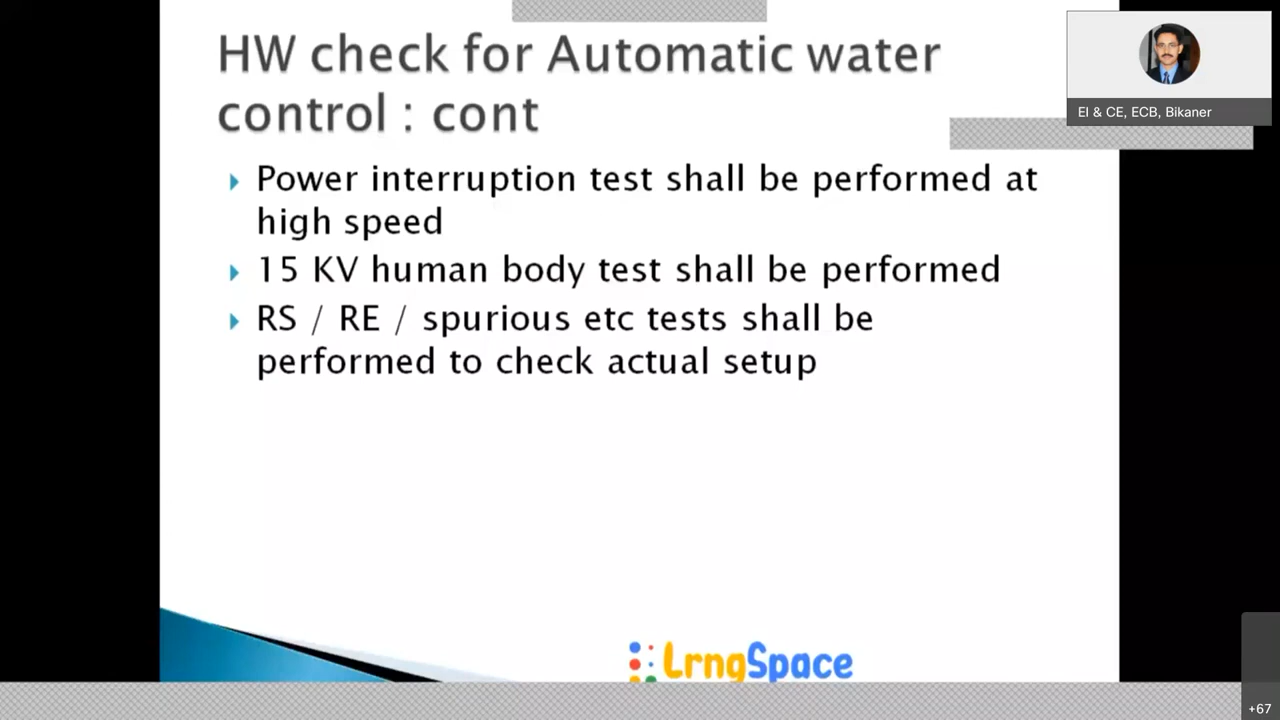 HW check for Automatic water
control : cont
Power interruption test shall be performed at
high speed
15 KV human body test shall be performed
RS / RE / spurious etc tests shall be
performed to check actual setup
LrngSpace
EI & CE, ECB, Bikaner
+67